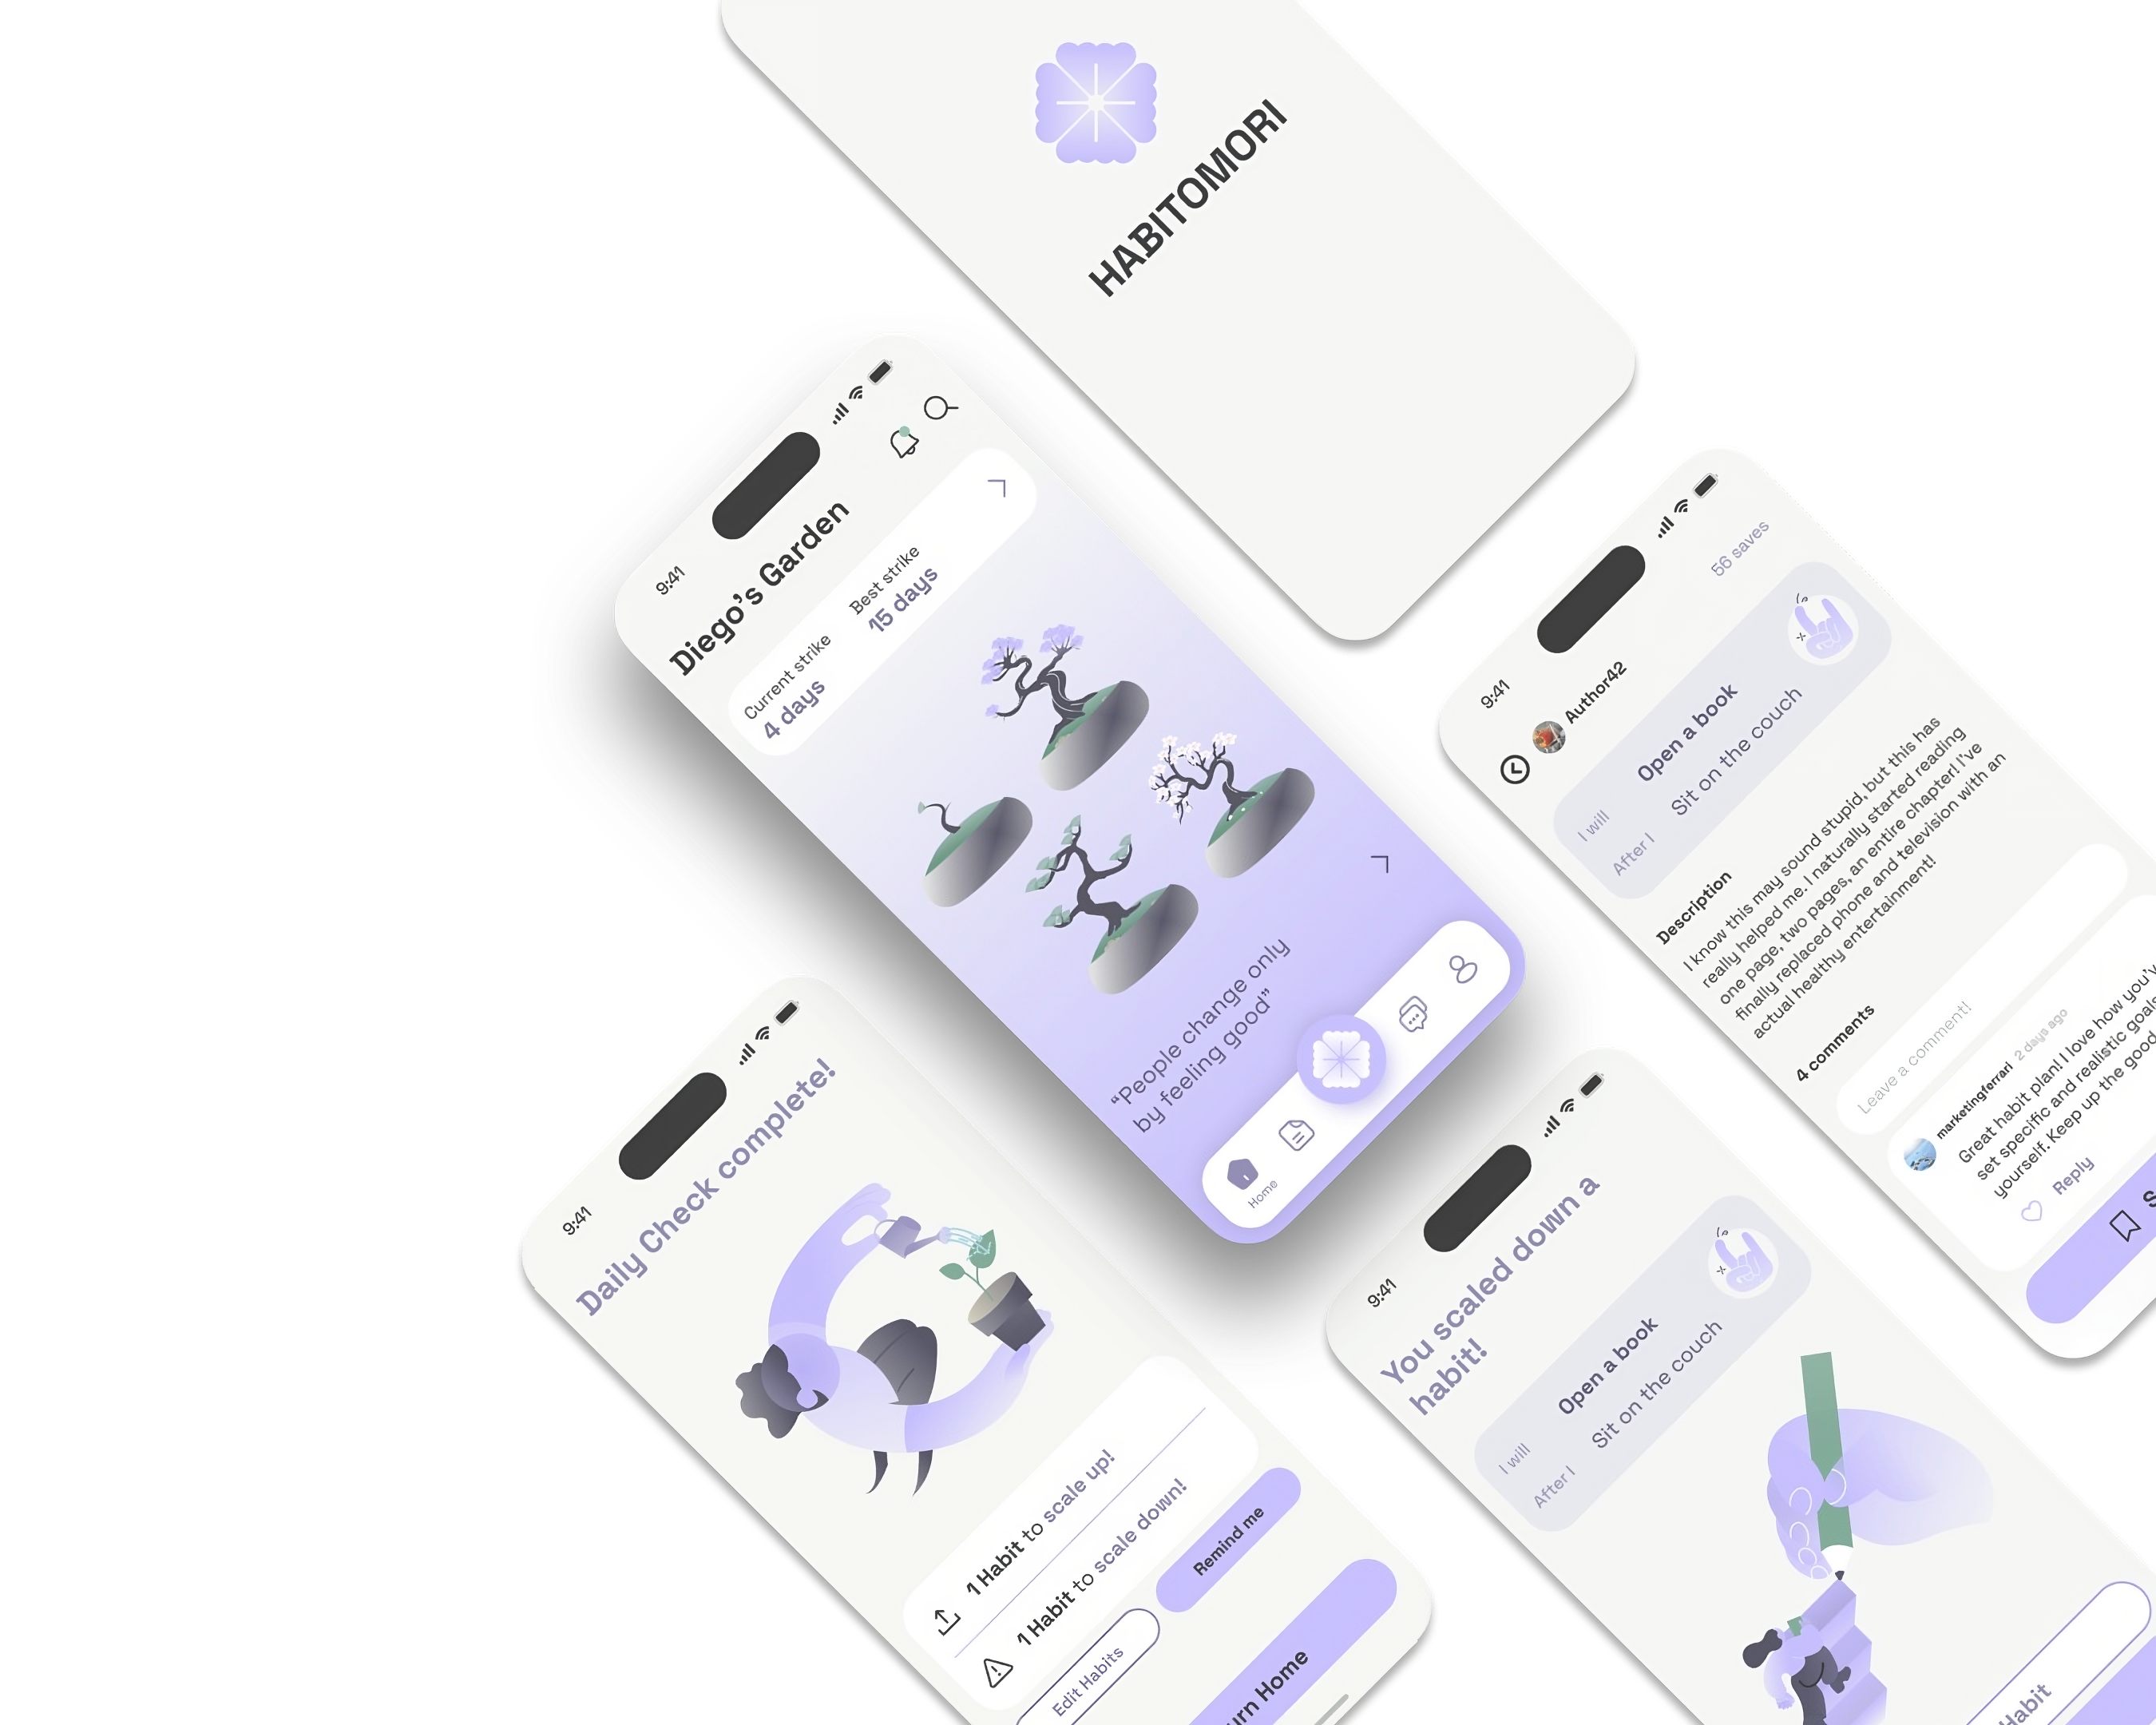 HABITOMORI
9:41
Diego's Garden
Current strike
4 days
Best strike
15 days
“People change only
by feeling good”
Home
9:41
Author42
56 saves
I will
Open a book
After I
Sit on the couch
Description
I know this may sound stupid, but this has
really helped me. I naturally started reading
one page, two pages, an entire chapter! I've
finally replaced phone and television with an
actual healthy entertainment!
4 comments
Leave a comment!
marketingferrari 2 days ago
Great habit plan! I love how you'v
set specific and realistic goals
yourself. Keep up the good
Reply
S
9:41
Daily Check complete!
1 Habit to scale up!
1 Habit to scale down!
Edit Habits
Remind me
urn Home
9:41
You scaled down a
habit!
I will
Open a book
After I
Sit on the couch
Habit